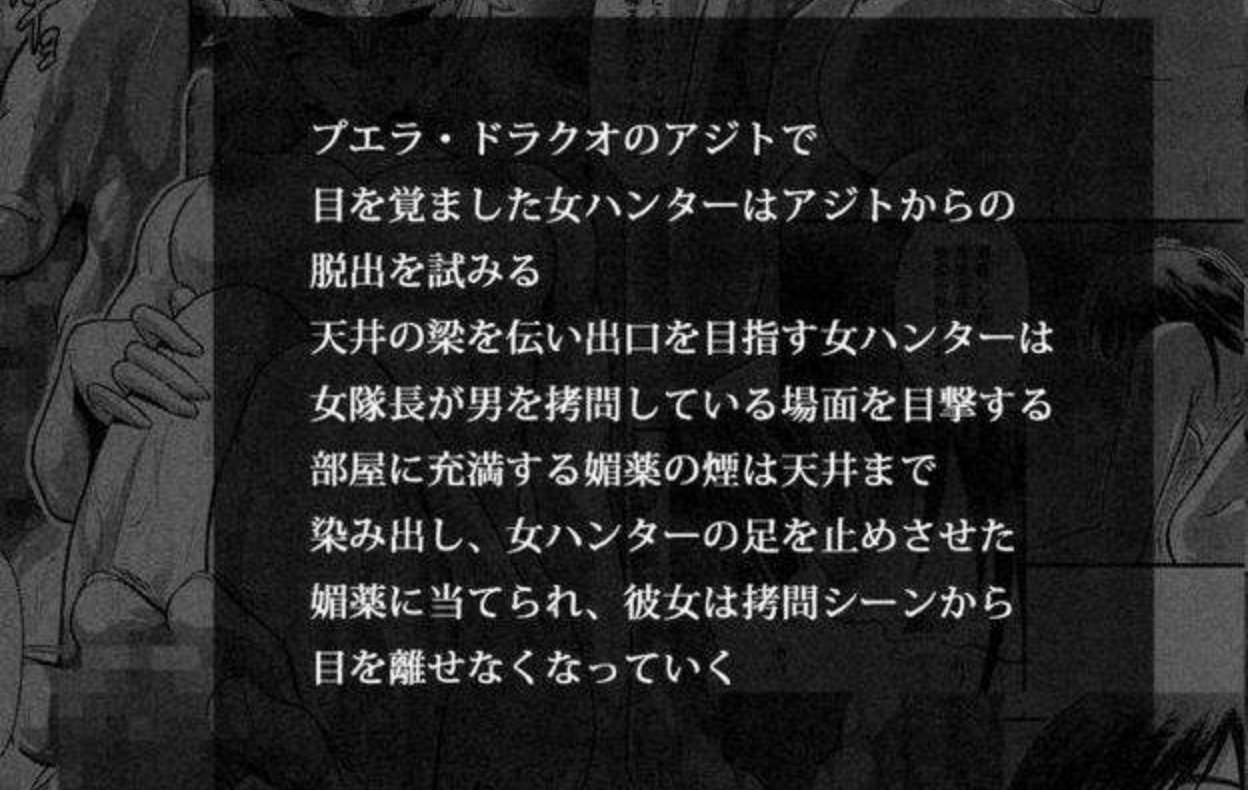 プエラ・ドラクオのアジトで
目を覚ました女ハンターはアジトからの
脱出を試みる
天井の梁を伝い出口を目指す女ハンターは
女隊長が男を拷問している場面を目撃する
部屋に充満する媚薬の煙は天井まで
染み出し、女ハンターの足を止めさせた
媚薬に当てられ、彼女は拷問シーンから
目を離せなくなっていく